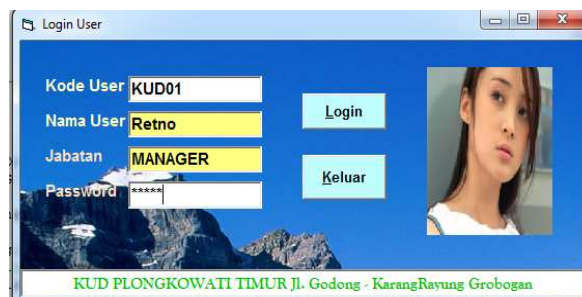 Login User
Kode User KUD01
Nama User Retno
Jabatan MANAGER
Password *****
Login
Keluar
KUD PLONGKOWATI TIMUR Jl. Godong - KarangRayung Grobogan